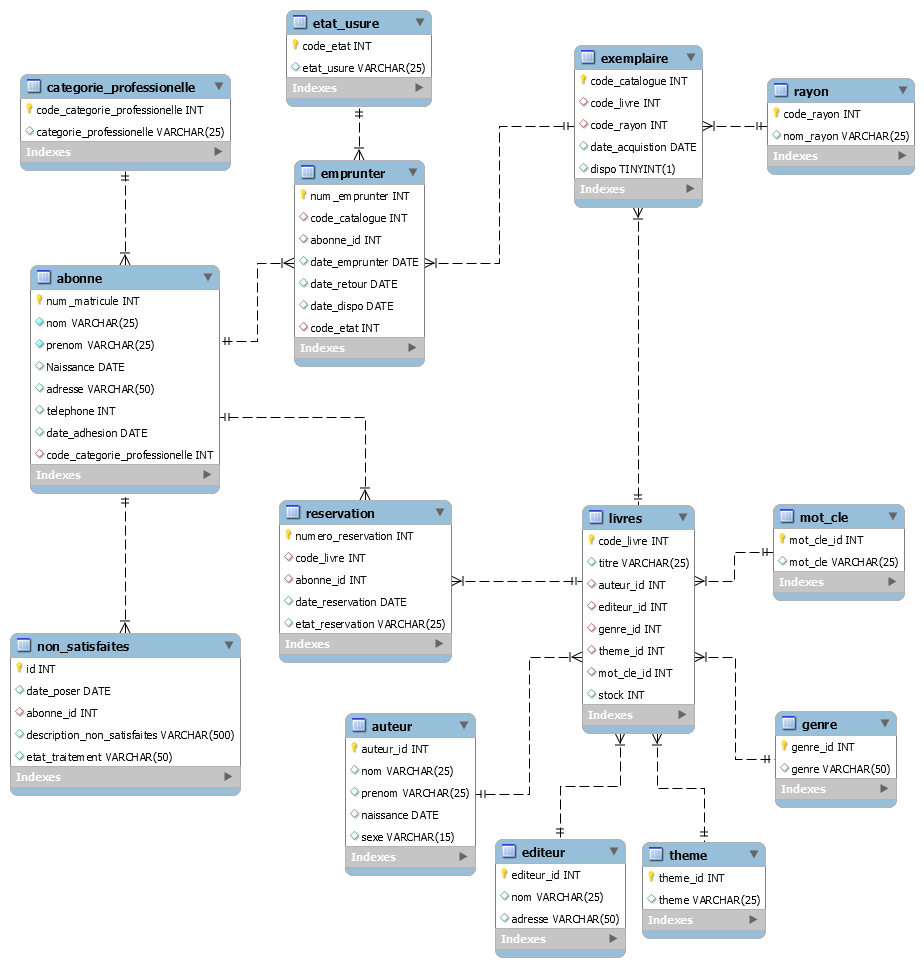 etat_usure
code_etat INT
etat_usure VARCHAR(25)
Indexes
categorie_professionelle
code_categorie_professionelle INT
categorie_professionelle VARCHAR(25)
Indexes
exemplaire
code_catalogue INT
code_livre INT
code_rayon INT
date_acquistion DATE
dispo TINYINT(1)
Indexes
rayon
code_rayon INT
nom_rayon VARCHAR(25)
Indexes
emprunter
num_emprunter INT
code_catalogue INT
abonne_id INT
date_emprunter DATE
date_retour DATE
date_dispo DATE
code_etat INT
Indexes
abonne
num_matricule INT
nom VARCHAR(25)
prenom VARCHAR(25)
Naissance DATE
adresse VARCHAR(50)
telephone INT
date_adhesion DATE
code_categorie_professionelle INT
Indexes
reservation
numero_reservation INT
code_livre INT
abonne_id INT
date_reservation DATE
etat_reservation VARCHAR(25)
Indexes
livres
code_livre INT
titre VARCHAR(25)
auteur_id INT
editeur_id INT
genre_id INT
theme_id INT
mot_cle_id INT
stock INT
Indexes
mot_cle
mot_cle_id INT
mot_cle VARCHAR(25)
Indexes
non_satisfaites
id INT
date_poser DATE
abonne_id INT
description_non_satisfaites VARCHAR(500)
etat_traitement VARCHAR(50)
Indexes
auteur
auteur_id INT
nom VARCHAR(25)
prenom VARCHAR(25)
naissance DATE
sexe VARCHAR(15)
Indexes
genre
genre_id INT
genre VARCHAR(50)
Indexes
editeur
editeur_id INT
nom VARCHAR(25)
adresse VARCHAR(50)
Indexes
theme
theme_id INT
theme VARCHAR(25)
Indexes